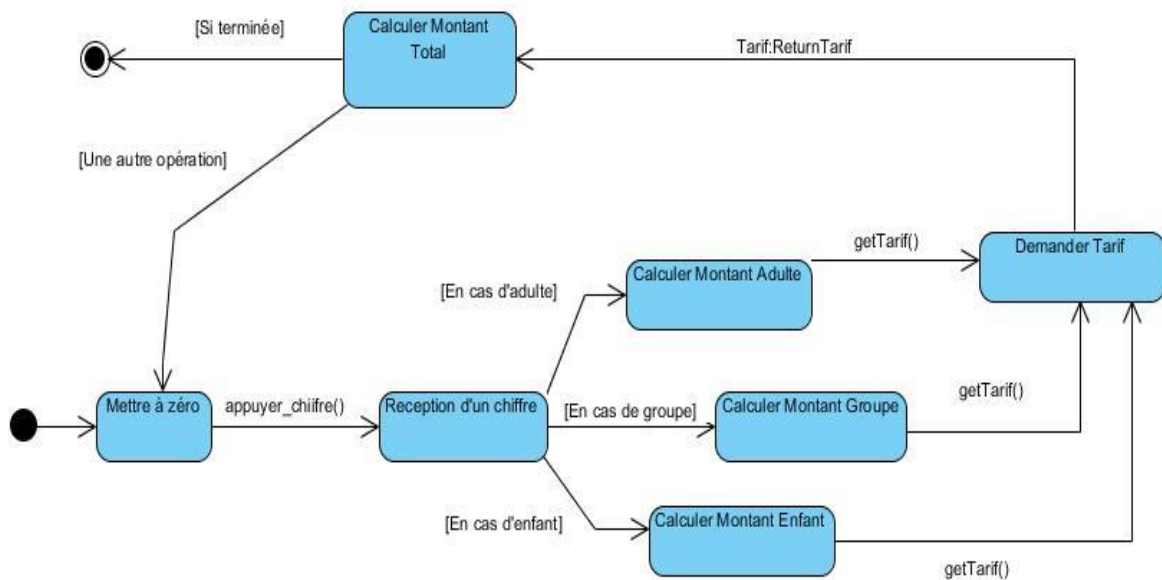 [Si terminée]
Calculer Montant
Total
Tarif:ReturnTarif
[Une autre opération]
getTarif()
Demander Tarif
Calculer Montant Adulte
[En cas d'adulte]
Mettre à zéro
appuyer_chiifre()
Reception d'un chiffre
[En cas de groupe]
Calculer Montant Groupe
getTarif()
[En cas d'enfant]
Calculer Montant Enfant
getTarif()